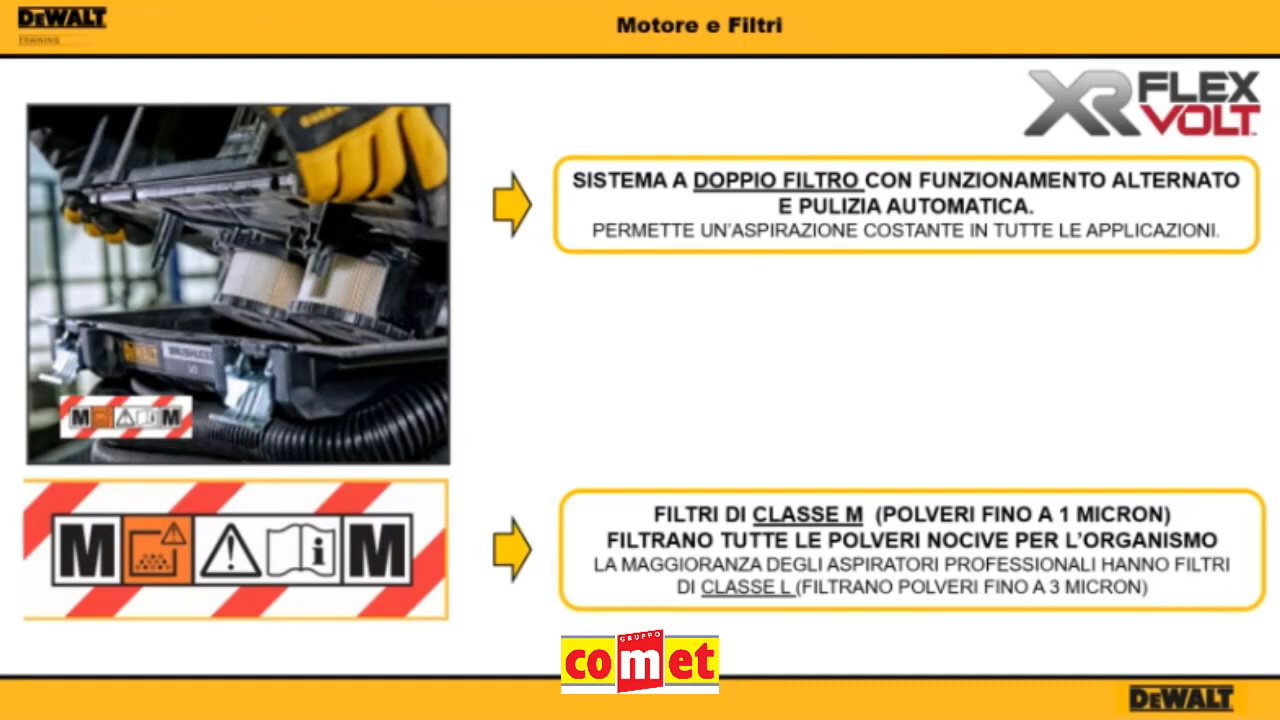 DEWALT
TRAINING
Motore e Filtri
XR FLEX
VOLT
SISTEMA A DOPPIO FILTRO CON FUNZIONAMENTO ALTERNATO
E PULIZIA AUTOMATICA.
PERMETTE UN'ASPIRAZIONE COSTANTE IN TUTTE LE APPLICAZIONI.
BRUSHLESS
M M
M i M
FILTRI DI CLASSE M (POLVERI FINO A 1 MICRON)
FILTRANO TUTTE LE POLVERI NOCIVE PER L'ORGANISMO
LA MAGGIORANZA DEGLI ASPIRATORI PROFESSIONALI HANNO FILTRI
DI CLASSE L (FILTRANO POLVERI FINO A 3 MICRON)
GRUPPO
comet
DEWALT